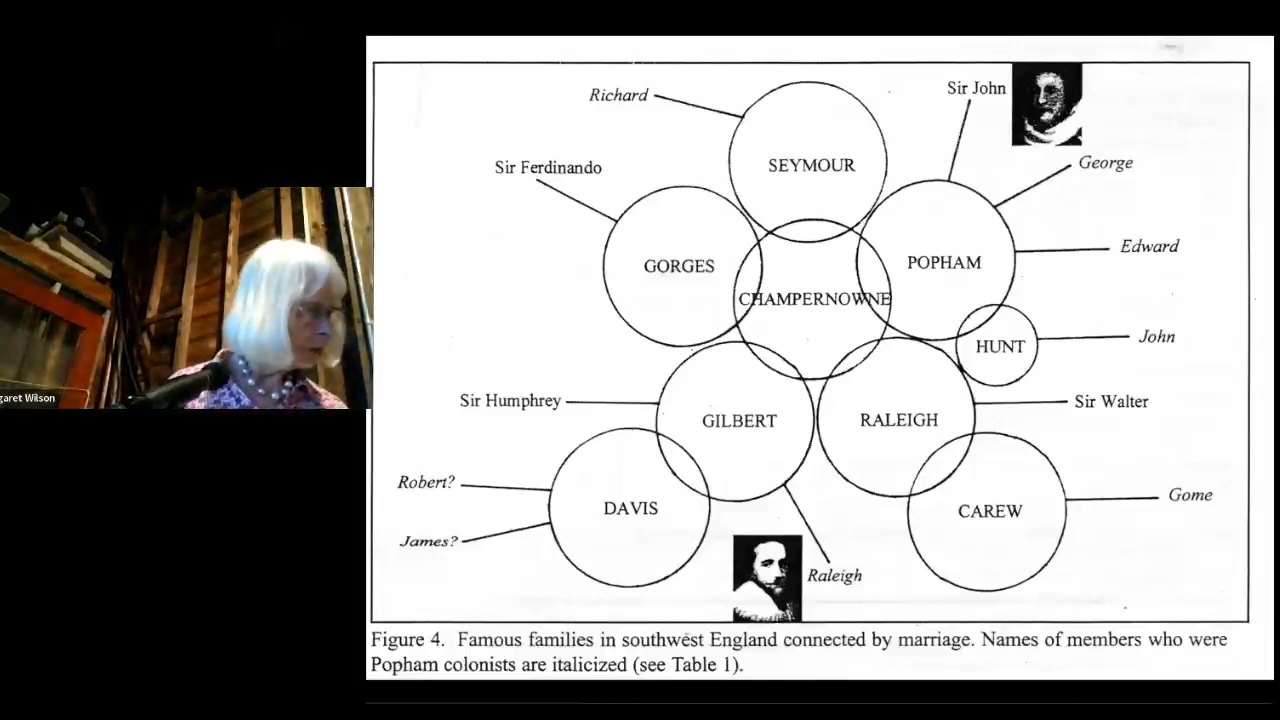 Richard
Sir John
SEYMOUR
George
Sir Ferdinando
GORGES
POPHAM
Edward
CHAMPERNOWNE
HUNT
John
Sir Humphrey
GILBERT
RALEIGH
Sir Walter
Robert?
DAVIS
CAREW
Gome
James?
Raleigh
garet Wilson
Figure 4. Famous families in southwest England connected by marriage. Names of members who were
Popham colonists are italicized (see Table 1).